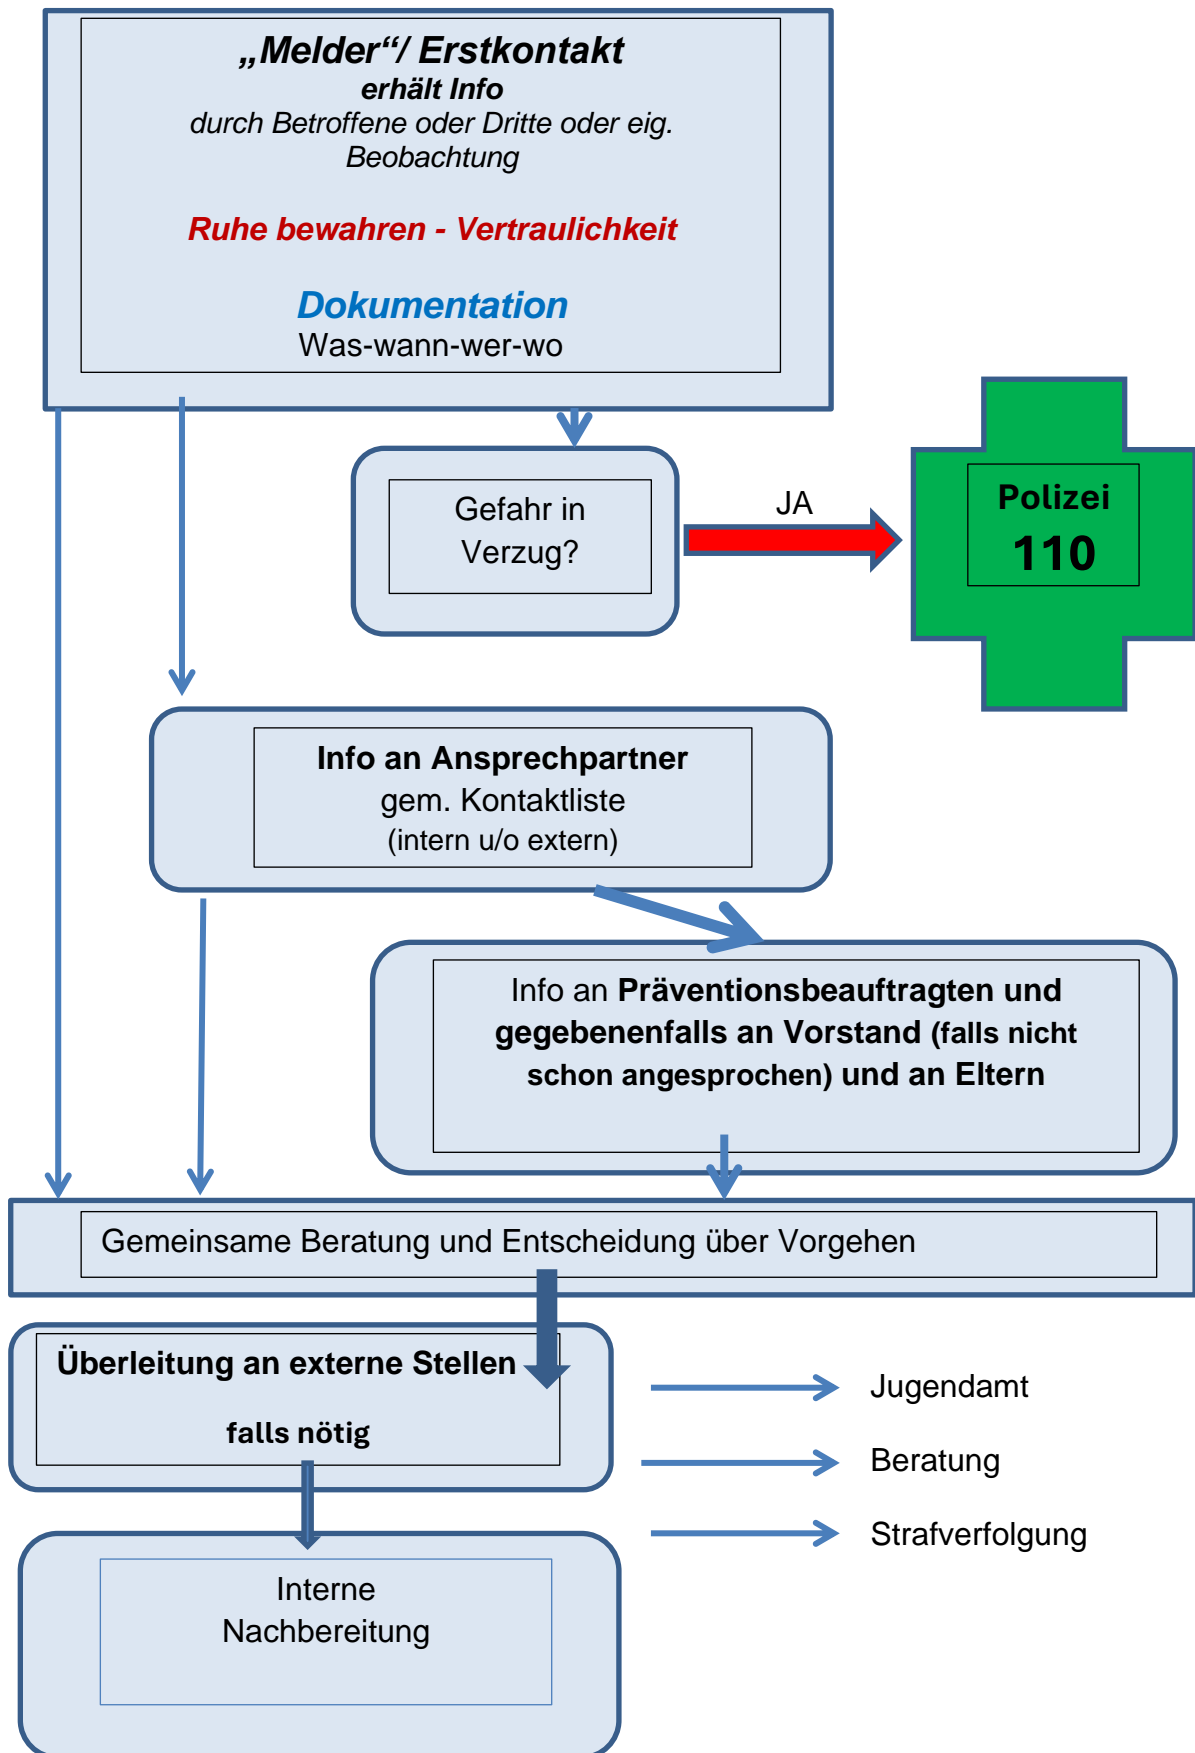 „Melder“/ Erstkontakt
erhält Info
durch Betroffene oder Dritte oder eig.
Beobachtung
Ruhe bewahren - Vertraulichkeit
Dokumentation
Was-wann-wer-wo
Gefahr in
Verzug?
JA
Polizei
110
Info an Ansprechpartner
gem. Kontaktliste
(intern u/o extern)
Info an Präventionsbeauftragten und
gegebenenfalls an Vorstand (falls nicht
schon angesprochen) und an Eltern
Gemeinsame Beratung und Entscheidung über Vorgehen
Überleitung an externe Stellen
falls nötig
Jugendamt
Beratung
Strafverfolgung
Interne
Nachbereitung